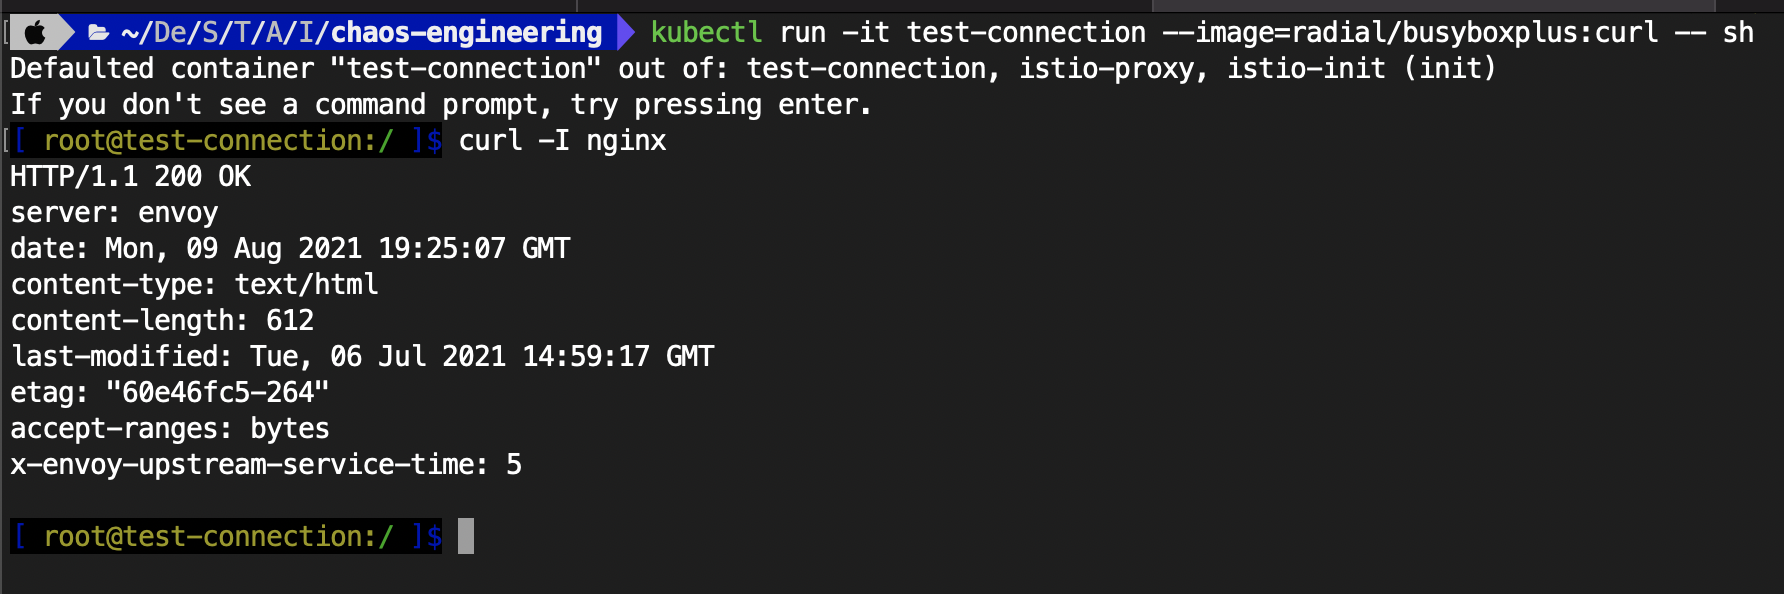 ~/De/S/T/A/I/chaos-engineering kubectl run -it test-connection --image=radial/busyboxplus:curl -- sh
Defaulted container "test-connection" out of: test-connection, istio-proxy, istio-init (init)
If you don't see a command prompt, try pressing enter.
[ root@test-connection:/ ]$ curl -I nginx
HTTP/1.1 200 OK
server: envoy
date: Mon, 09 Aug 2021 19:25:07 GMT
content-type: text/html
content-length: 612
last-modified: Tue, 06 Jul 2021 14:59:17 GMT
etag: "60e46fc5-264"
accept-ranges: bytes
x-envoy-upstream-service-time: 5
[ root@test-connection:/ ]$